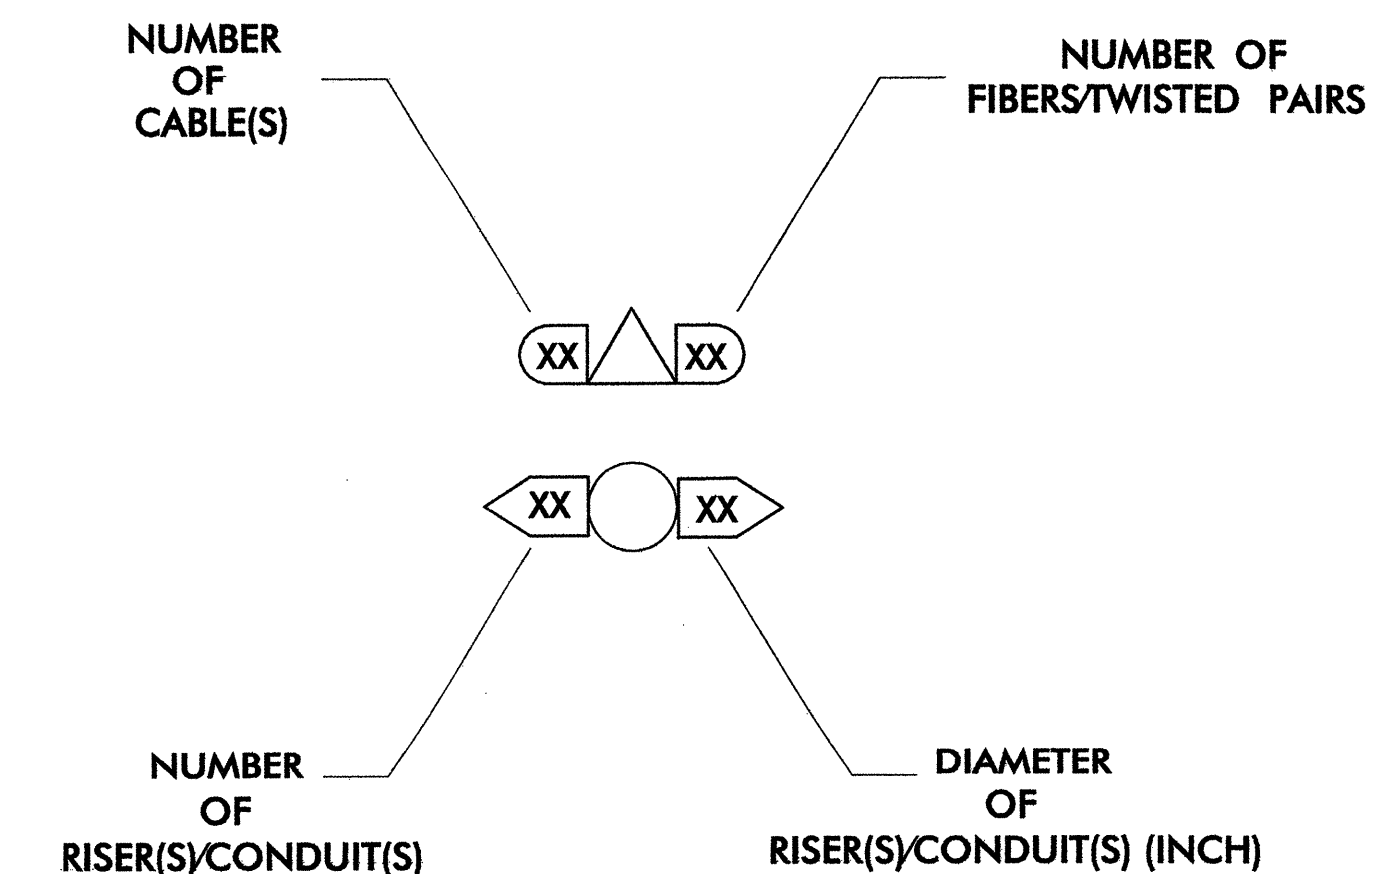 NUMBER
OF
CABLE(S)
NUMBER OF
FIBERS/TWISTED PAIRS
XX
XX
XX
XX
NUMBER
OF
RISER(S)/CONDUIT(S)
DIAMETER
OF
RISER(S)/CONDUIT(S) (INCH)